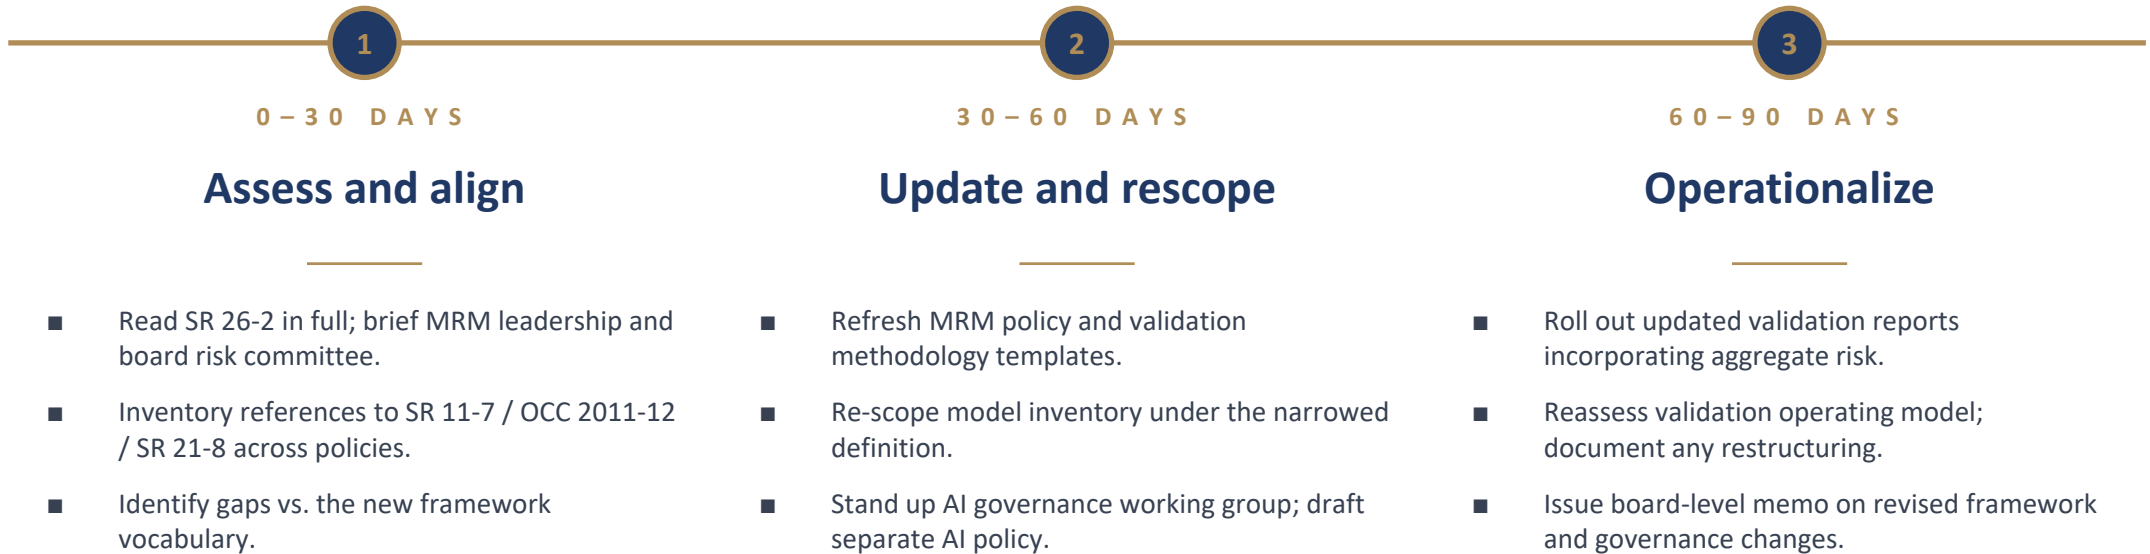 1
0–30 DAYS
Assess and align
■ Read SR 26-2 in full; brief MRM leadership and
board risk committee.
■ Inventory references to SR 11-7 / OCC 2011-12
/ SR 21-8 across policies.
■ Identify gaps vs. the new framework
vocabulary.
2
30–60 DAYS
Update and rescope
■ Refresh MRM policy and validation
methodology templates.
■ Re-scope model inventory under the narrowed
definition.
■ Stand up AI governance working group; draft
separate AI policy.
3
60–90 DAYS
Operationalize
■ Roll out updated validation reports
incorporating aggregate risk.
■ Reassess validation operating model;
document any restructuring.
■ Issue board-level memo on revised framework
and governance changes.